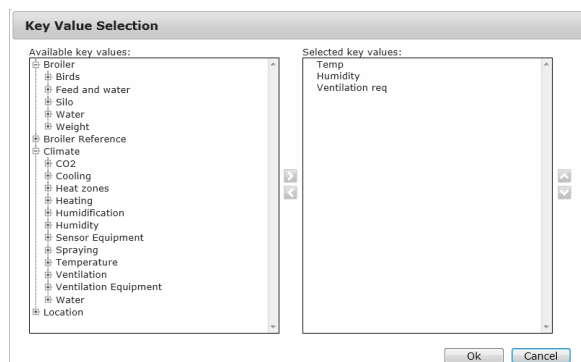 Key Value Selection
Available key values:
Broiler
Birds
Feed and water
Silo
Water
Weight
Broiler Reference
Climate
CO2
Cooling
Heat zones
Heating
Humidification
Humidity
Sensor Equipment
Spraying
Temperature
Ventilation
Ventilation Equipment
Water
Location
Selected key values:
Temp
Humidity
Ventilation req
Ok
Cancel